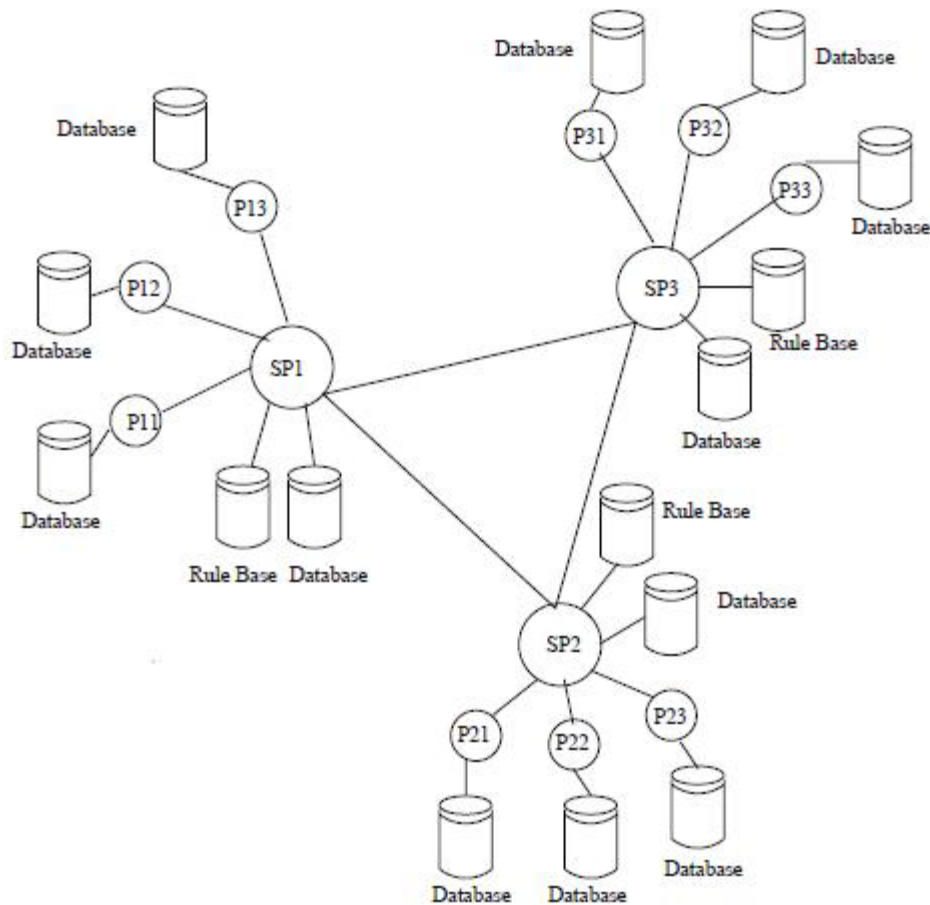 Database
Database
P31
P32
Database
P33
Database
P13
Database
P12
SP3
Database
Rule Base
SP1
P11
Database
Database
Rule Base
Rule Base
Database
Database
SP2
P21
P22
P23
Database
Database
Database